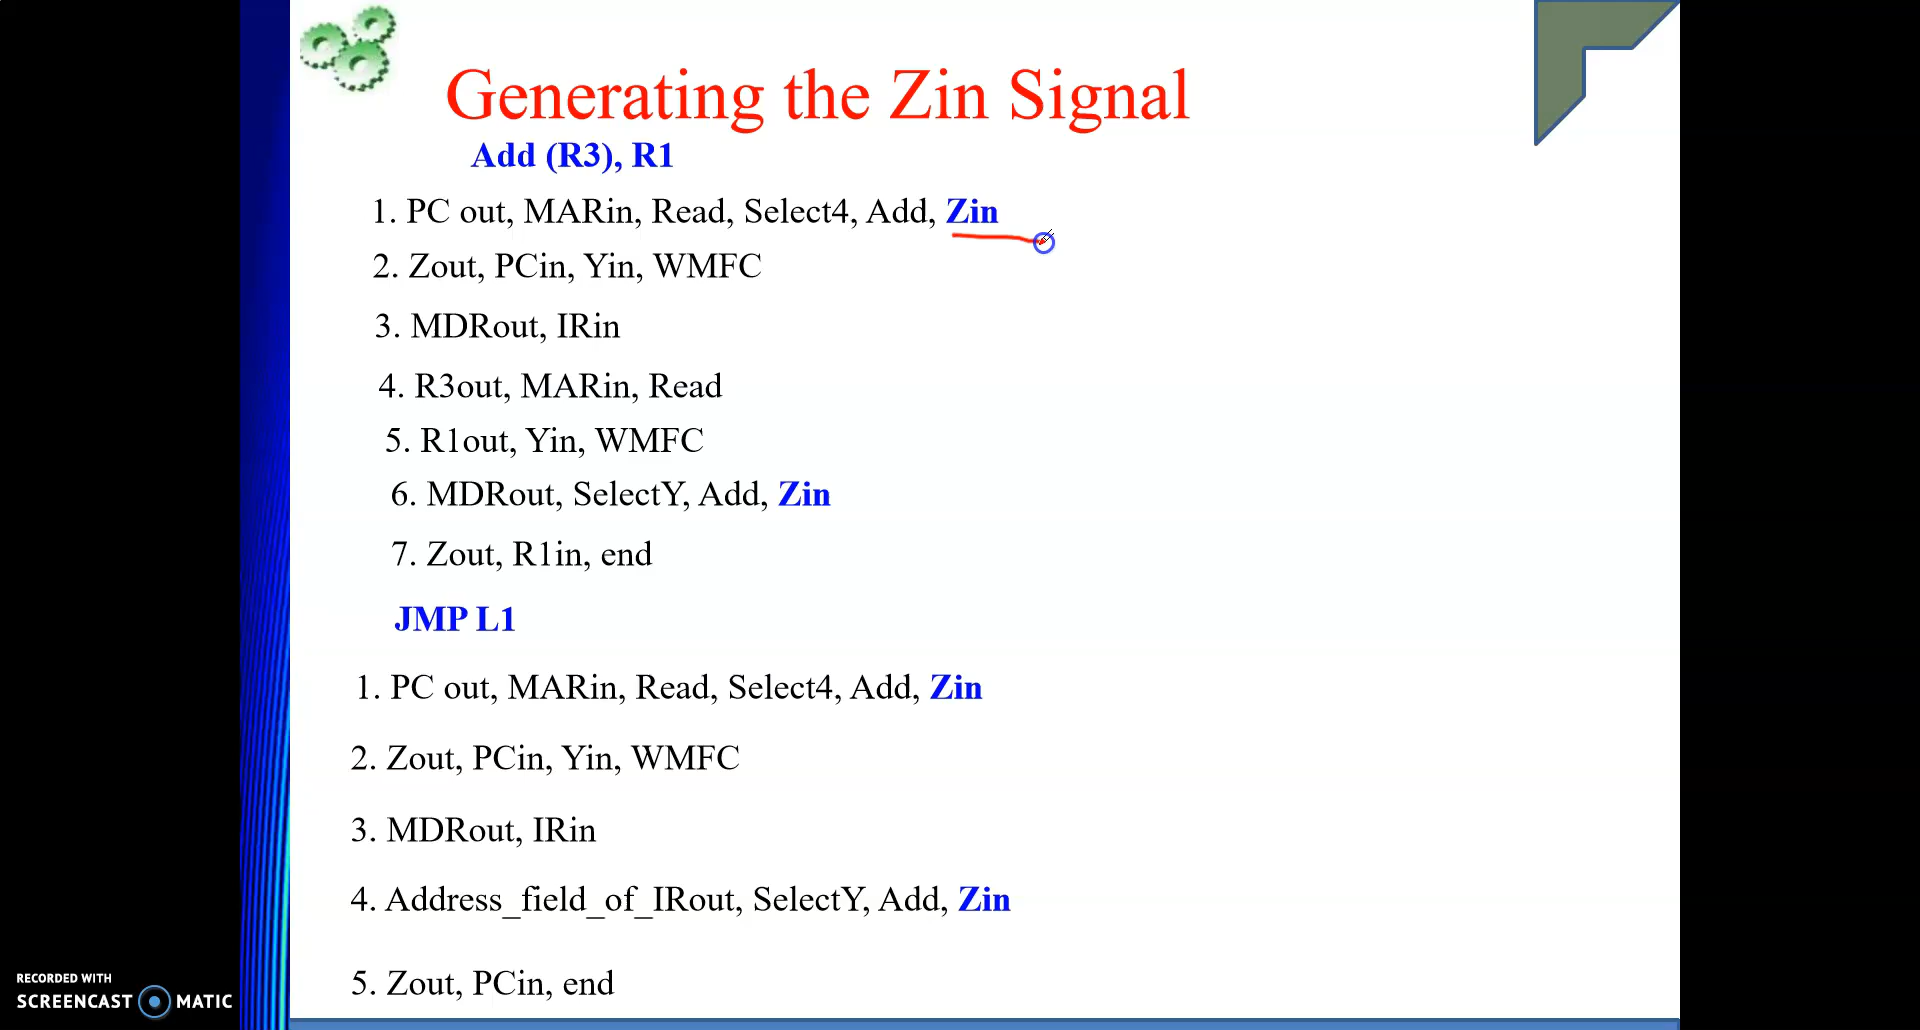 Generating the Zin Signal
Add (R3), R1
1. PC out, MARin, Read, Select4, Add, Zin
2. Zout, PCin, Yin, WMFC
3. MDRout, IRin
4. R3out, MARin, Read
5. R1out, Yin, WMFC
6. MDRout, SelectY, Add, Zin
7. Zout, R1in, end
JMP L1
1. PC out, MARin, Read, Select4, Add, Zin
2. Zout, PCin, Yin, WMFC
3. MDRout, IRin
4. Address_field_of_IRout, SelectY, Add, Zin
5. Zout, PCin, end
RECORDED WITH
SCREENCAST MATIC